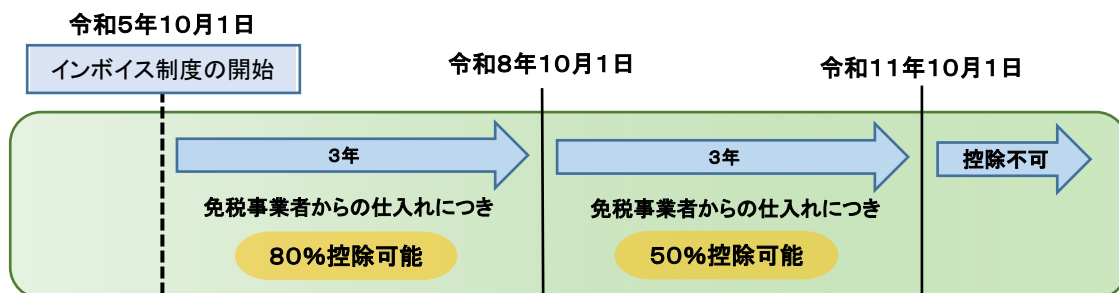 令和5年10月1日
インボイス制度の開始
令和8年10月1日
令和11年10月1日
3年
3年
控除不可
免税事業者からの仕入れにつき
免税事業者からの仕入れにつき
80%控除可能
50%控除可能